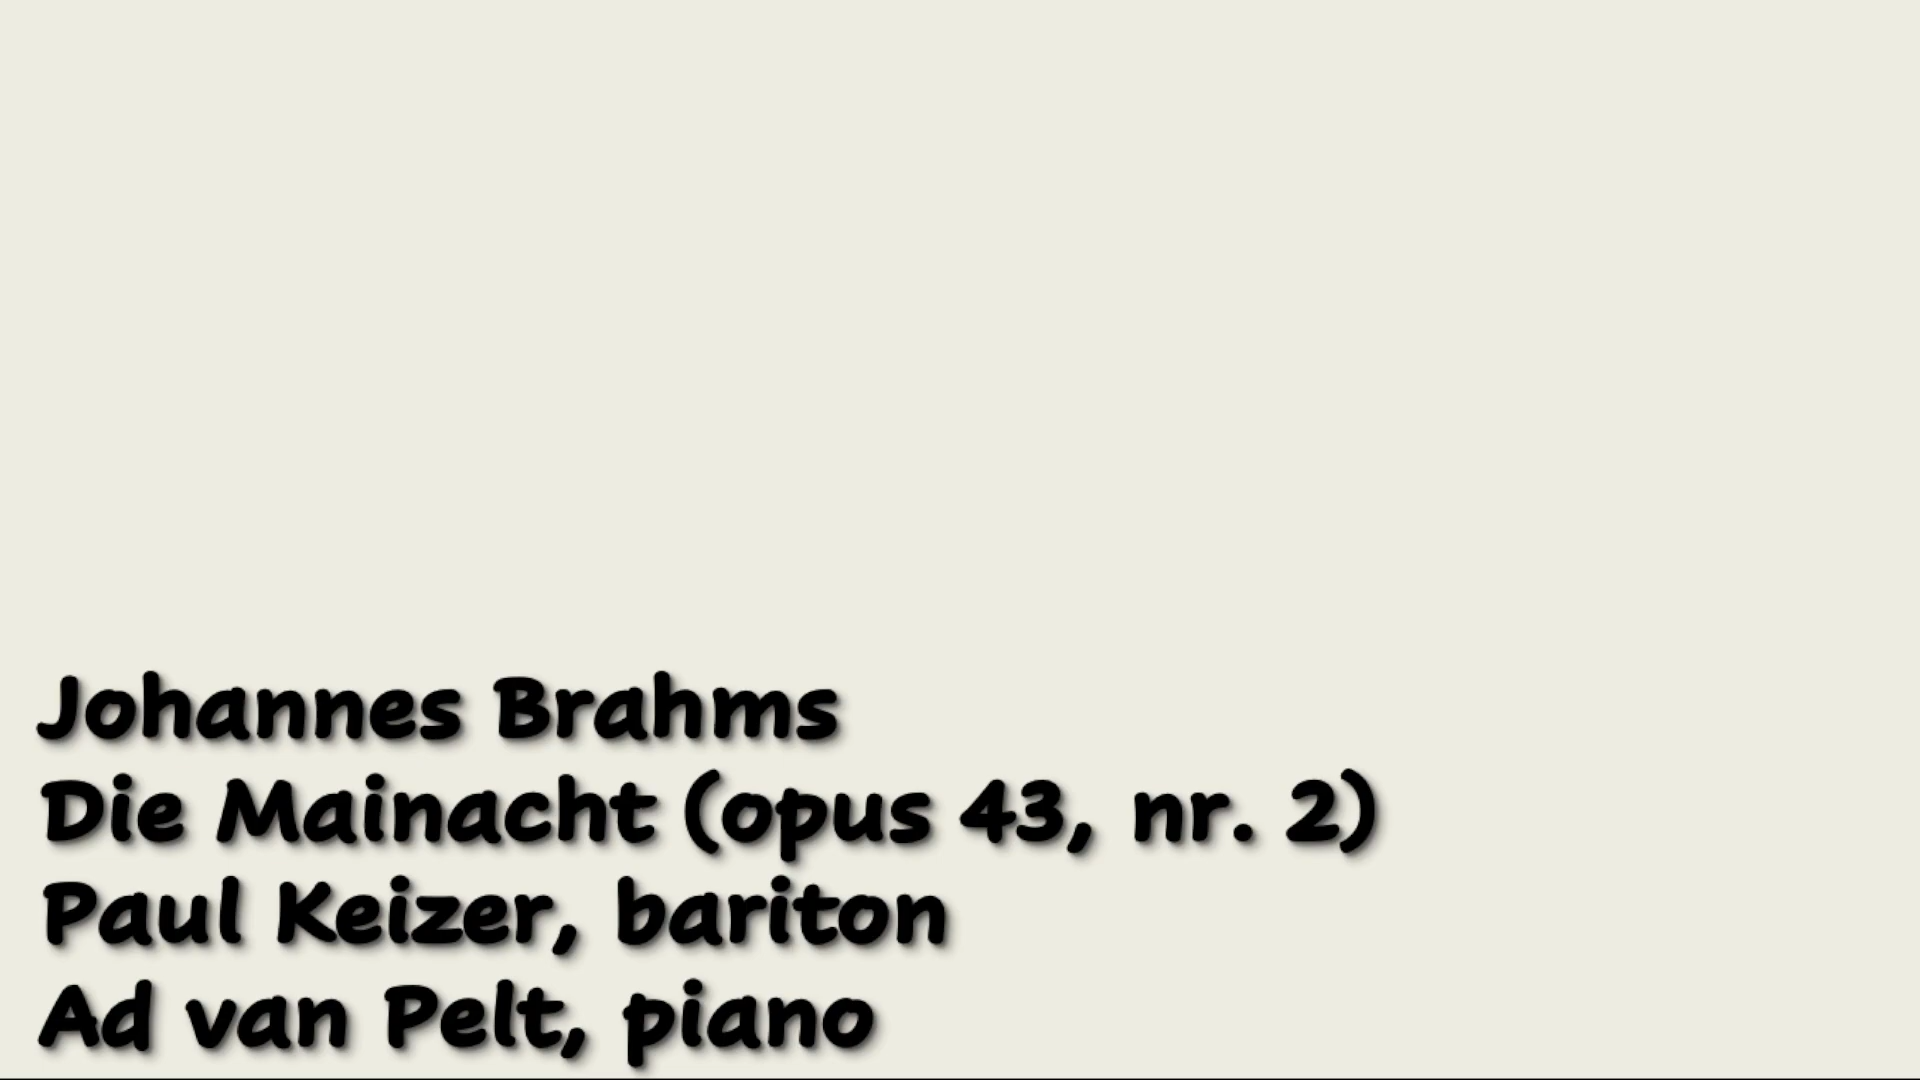 Johannes Brahms
Die Mainacht (opus 43, nr. 2)
Paul Keizer, bariton
Ad van Pelt, piano